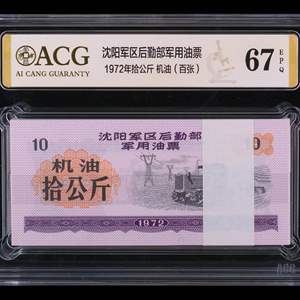 ACG
AI CANG GUARANTY
沈阳军区后勤部军用油票
1972年拾公斤 机油（百张）
67
EPQ
10
沈阳军区后勤部
军用油票
机油
拾公斤
1972